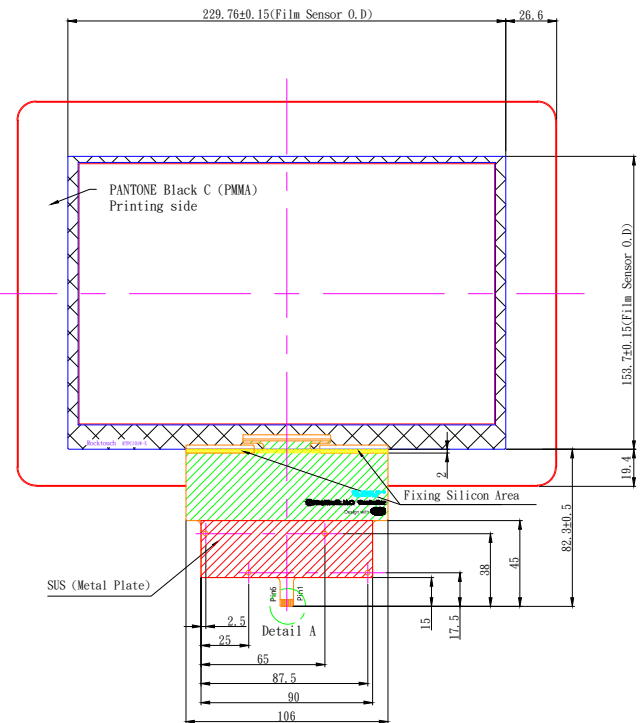 229.76±0.15(Film Sensor O.D)
26.6
PANTONE Black C (PMMA)
Printing side
153.7±0.15(Film Sensor O.D)
Rocktouch
2
19.4
Fixing Silicon Area
82.3±0.5
SUS (Metal Plate)
45
38
Pin6
Pin1
15
17.5
Detail A
2.5
25
65
87.5
90
106